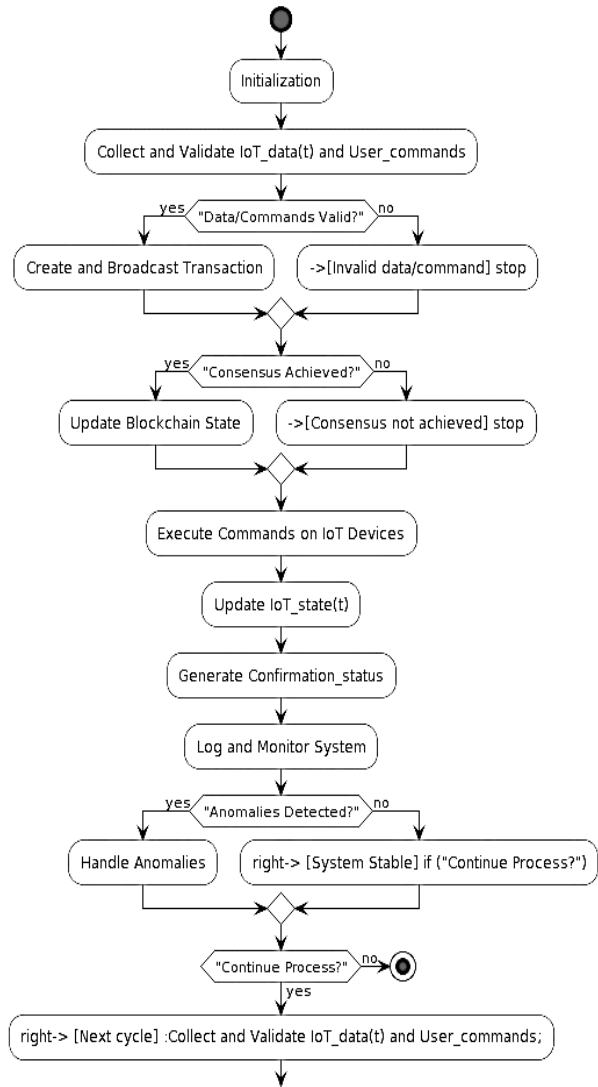 Initialization
Collect and Validate IoT_data(t) and User_commands
yes
"Data/Commands Valid?"
no
Create and Broadcast Transaction
->[Invalid data/command] stop
yes
"Consensus Achieved?"
no
Update Blockchain State
->[Consensus not achieved] stop
Execute Commands on IoT Devices
Update IoT_state(t)
Generate Confirmation_status
Log and Monitor System
yes
"Anomalies Detected?"
no
Handle Anomalies
right-> [System Stable] if ("Continue Process?")
"Continue Process?"
no
yes
right-> [Next cycle] :Collect and Validate IoT_data(t) and User_commands;